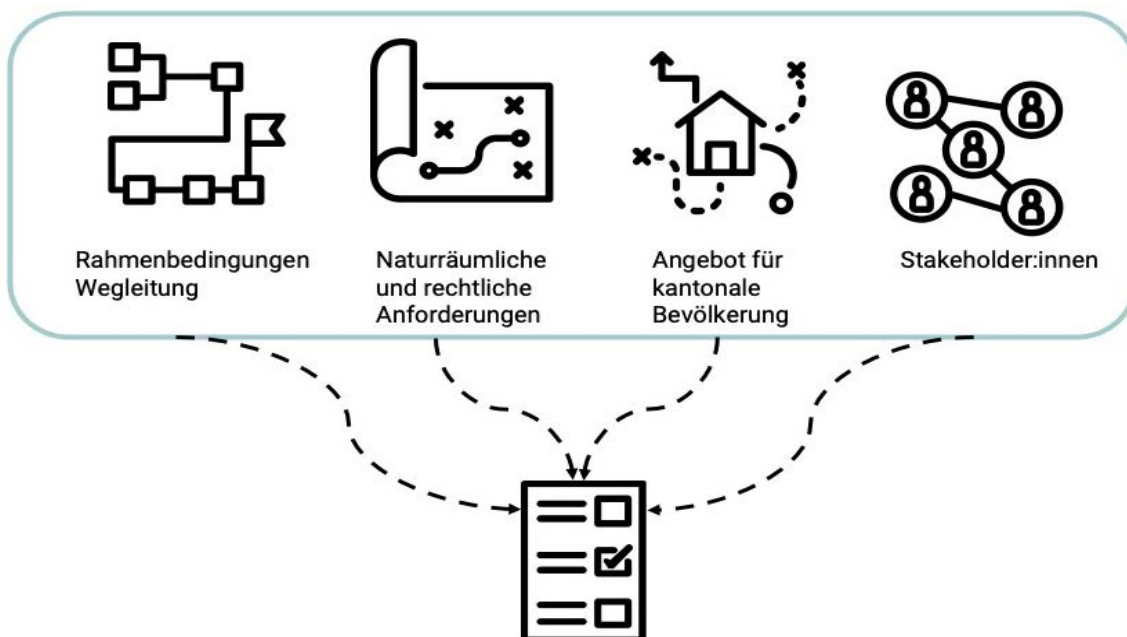 Rahmenbedingungen
Wegleitung
Naturräumliche
und rechtliche
Anforderungen
Angebot für
kantonale
Bevölkerung
Stakeholder:innen